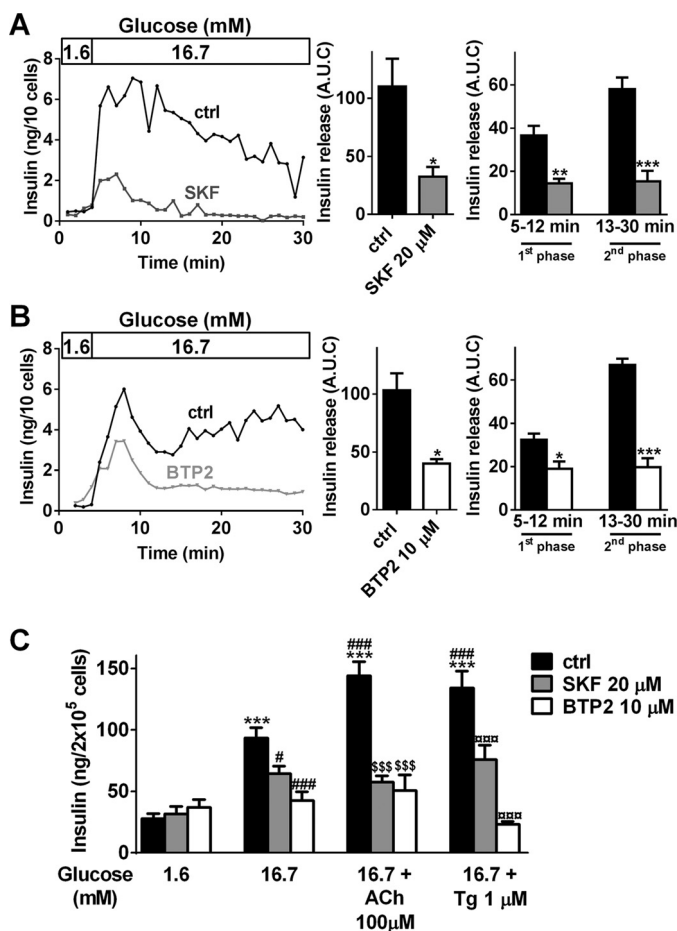 A
Glucose (mM)
1.6 16.7
Insulin (ng/10 cells)
8
6
4
2
0
ctrl
SKF
0 10 20 30
Time (min)
Insulin release (A.U.C)
100
50
0
*
ctrl
SKF 20 μM
Insulin release (A.U.C)
60
40
20
0
**
***
5-12 min 13-30 min
1st phase 2nd phase
B
Glucose (mM)
1.6 16.7
Insulin (ng/10 cells)
8
6
4
2
0
ctrl
BTP2
0 10 20 30
Time (min)
Insulin release (A.U.C)
100
50
0
*
ctrl
BTP2 10 μM
Insulin release (A.U.C)
60
40
20
0
*
***
5-12 min 13-30 min
1st phase 2nd phase
C
Insulin (ng/2x105 cells)
150
100
50
0
***
#
###
###
***
$$$
$$$
###
***
¤¤¤
¤¤¤
ctrl
SKF 20 μM
BTP2 10 μM
Glucose
(mM)
1.6 16.7 16.7 + 16.7 +
ACh Tg 1 μM
100μM